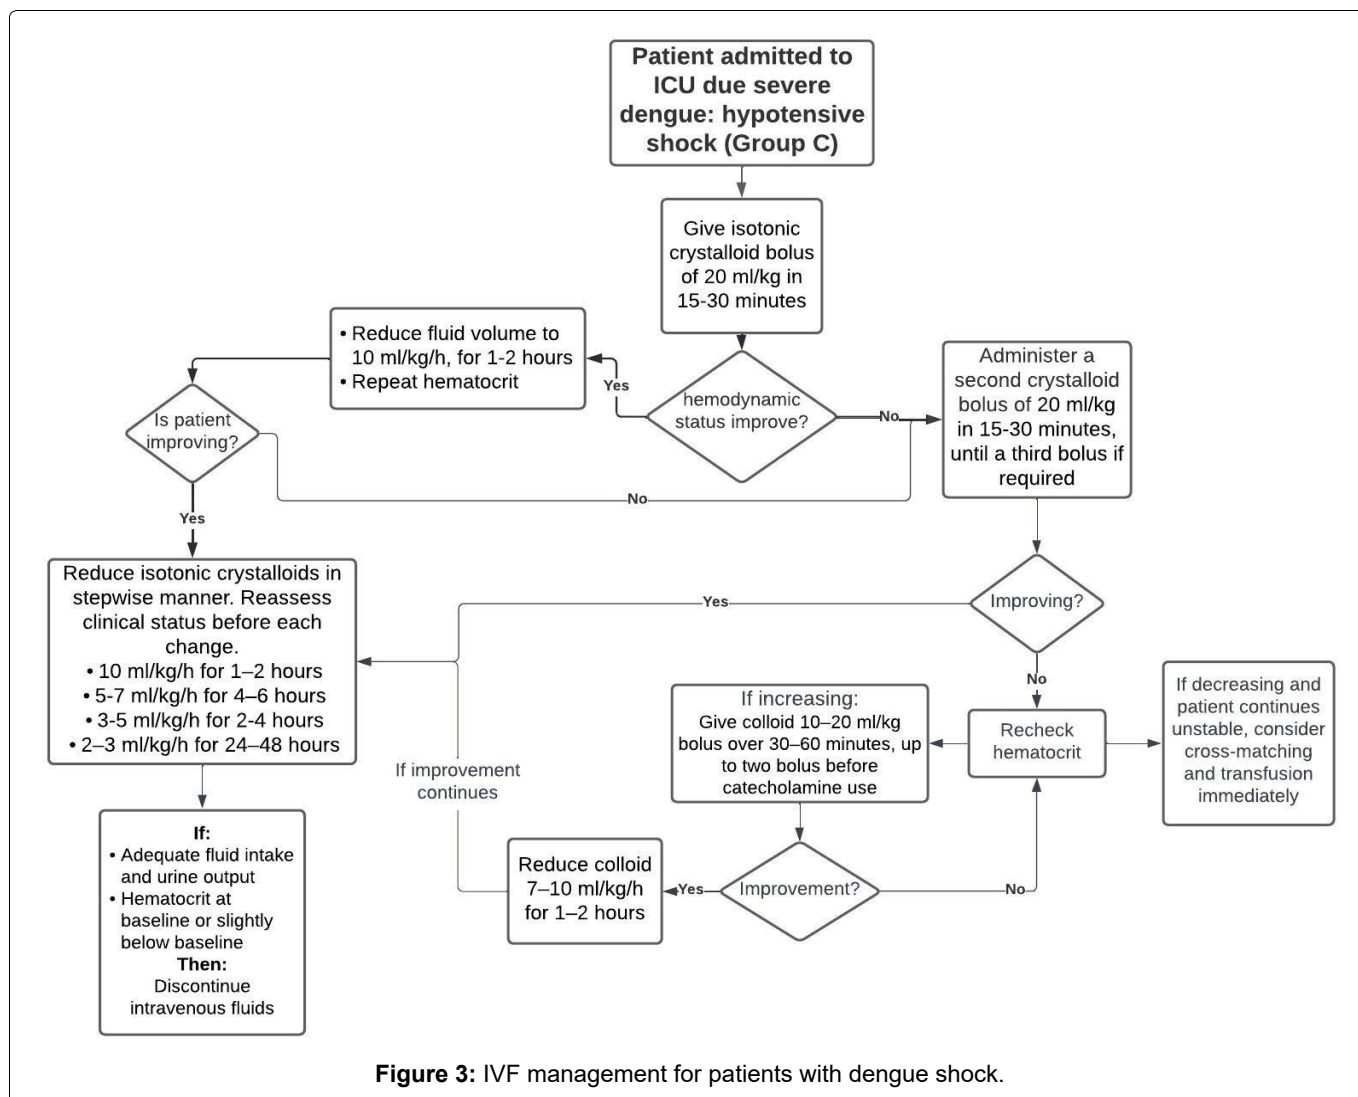 Patient admitted to
ICU due severe
dengue: hypotensive
shock (Group C)
Give isotonic
crystalloid bolus
of 20 ml/kg in
15-30 minutes
• Reduce fluid volume to
10 ml/kg/h, for 1-2 hours
• Repeat hematocrit
Yes
hemodynamic
status improve?
No
Administer a
second crystalloid
bolus of 20 ml/kg
in 15-30 minutes,
until a third bolus if
required
Is patient
improving?
No
Yes
Reduce isotonic crystalloids in
stepwise manner. Reassess
clinical status before each
change.
• 10 ml/kg/h for 1–2 hours
• 5-7 ml/kg/h for 4–6 hours
• 3-5 ml/kg/h for 2-4 hours
• 2–3 ml/kg/h for 24–48 hours
Yes
Improving?
No
If increasing:
Give colloid 10–20 ml/kg
bolus over 30–60 minutes, up
to two bolus before
catecholamine use
Recheck
hematocrit
If decreasing and
patient continues
unstable, consider
cross-matching
and transfusion
immediately
If improvement
continues
Reduce colloid
7–10 ml/kg/h
for 1–2 hours
Yes
Improvement?
No
If:
• Adequate fluid intake
and urine output
• Hematocrit at
baseline or slightly
below baseline
Then:
Discontinue
intravenous fluids
Figure 3: IVF management for patients with dengue shock.